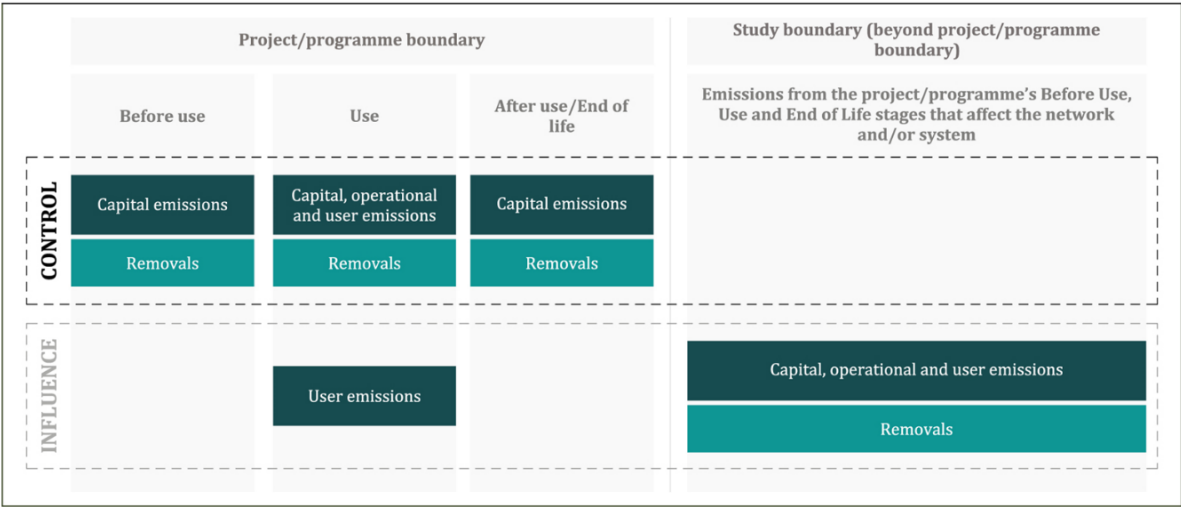 Project/programme boundary
Study boundary (beyond project/programme
boundary)
Before use
Use
After use/End of
life
Emissions from the project/programme's Before Use,
Use and End of Life stages that affect the network
and/or system
CONTROL
Capital emissions
Capital, operational
and user emissions
Capital emissions
Removals
Removals
Removals
INFLUENCE
User emissions
Capital, operational and user emissions
Removals